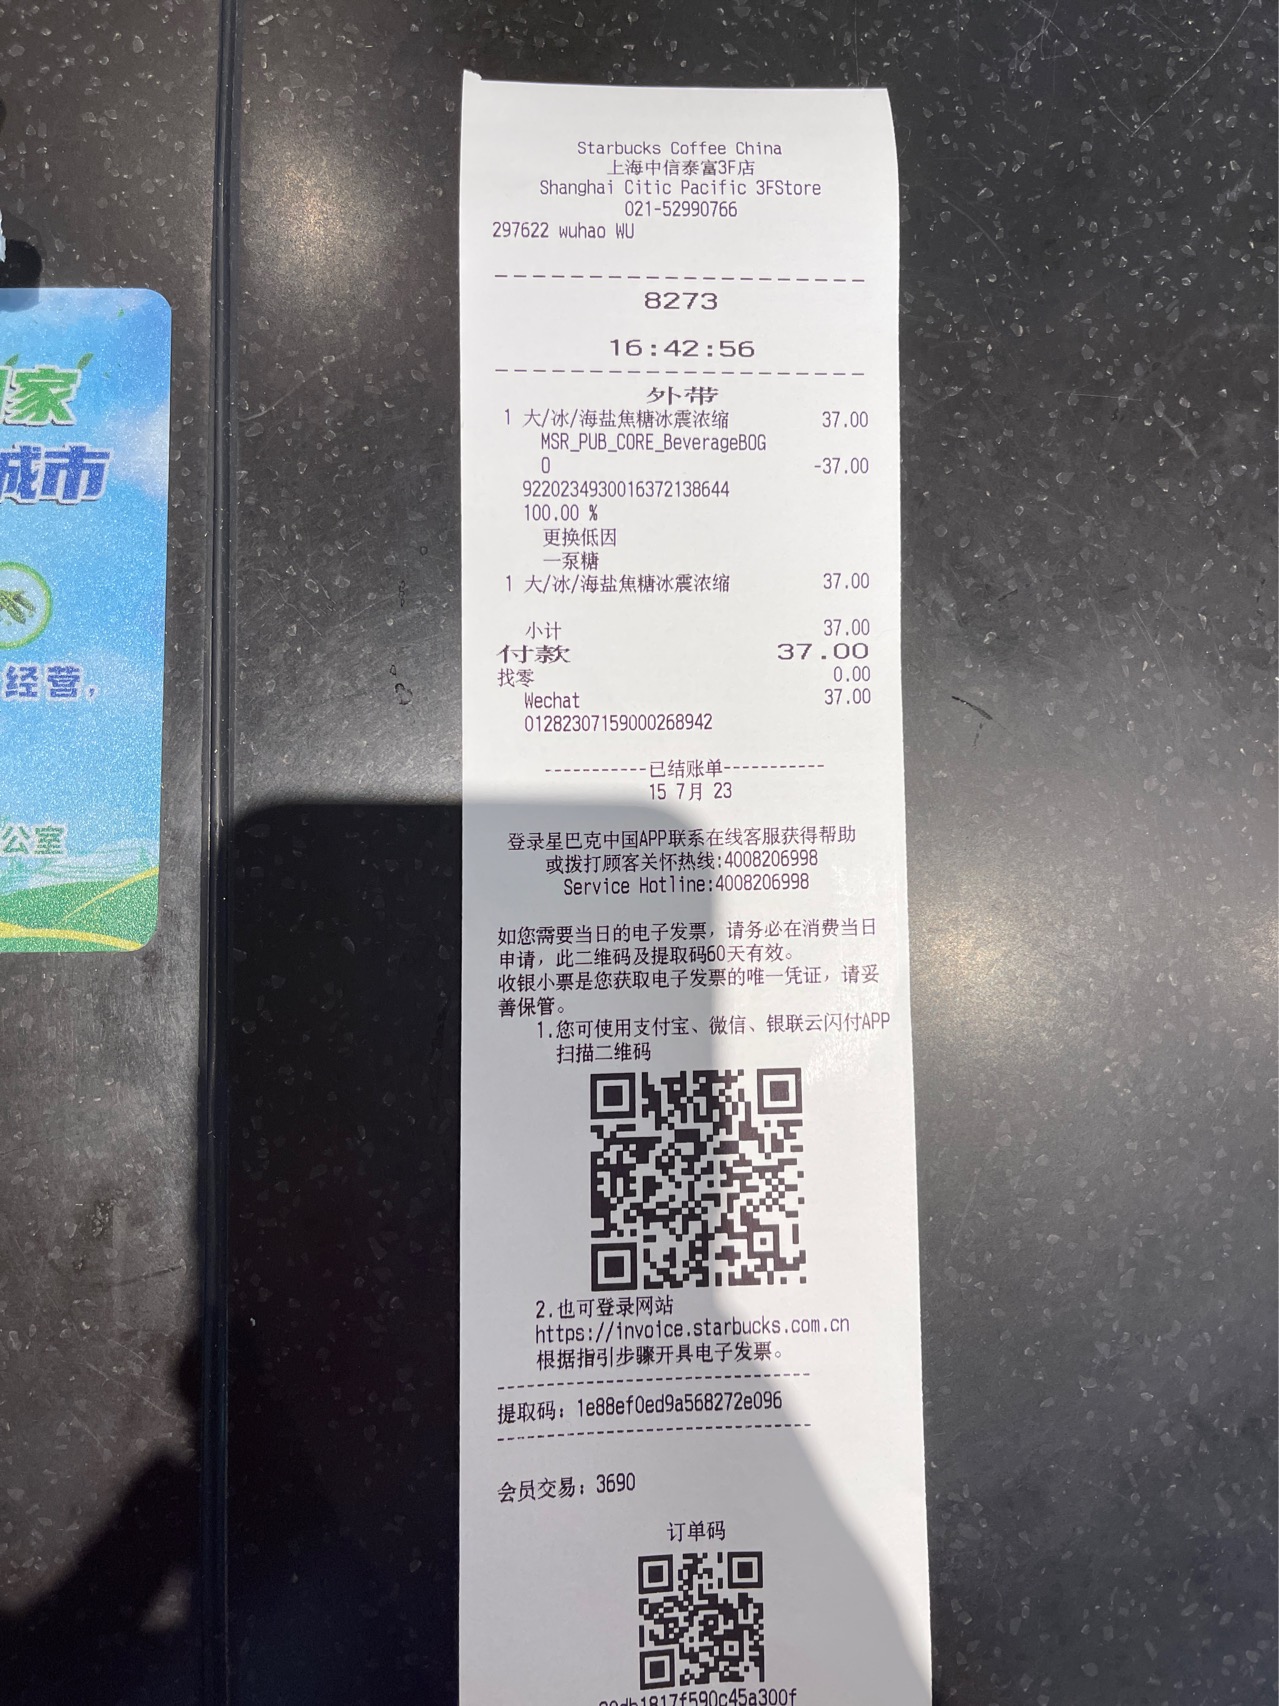 Starbucks Coffee China
上海中信泰富3F店
Shanghai Citic Pacific 3FStore
021-52990766
297622 wuhao WU
8273
16:42:56
外带
1 大/冰/海盐焦糖冰震浓缩 37.00
MSR_PUB_CORE_BeverageBOG
O -37.00
9220234930016372138644
100.00 %
更换低因
一泵糖
1 大/冰/海盐焦糖冰震浓缩 37.00
小计 37.00
付款 37.00
找零 0.00
Wechat 37.00
01282307159000268942
-----------已结账单-----------
15 7月 23
登录星巴克中国APP联系在线客服获得帮助
或拨打顾客关怀热线:4008206998
Service Hotline:4008206998
如您需要当日的电子发票，请务必在消费当日
申请，此二维码及提取码60天有效。
收银小票是您获取电子发票的唯一凭证，请妥
善保管。
1.您可使用支付宝、微信、银联云闪付APP
扫描二维码
2.也可登录网站
https://invoice.starbucks.com.cn
根据指引步骤开具电子发票。
提取码：1e88ef0ed9a568272e096
会员交易：3690
订单码
家
城市
经营，
公室